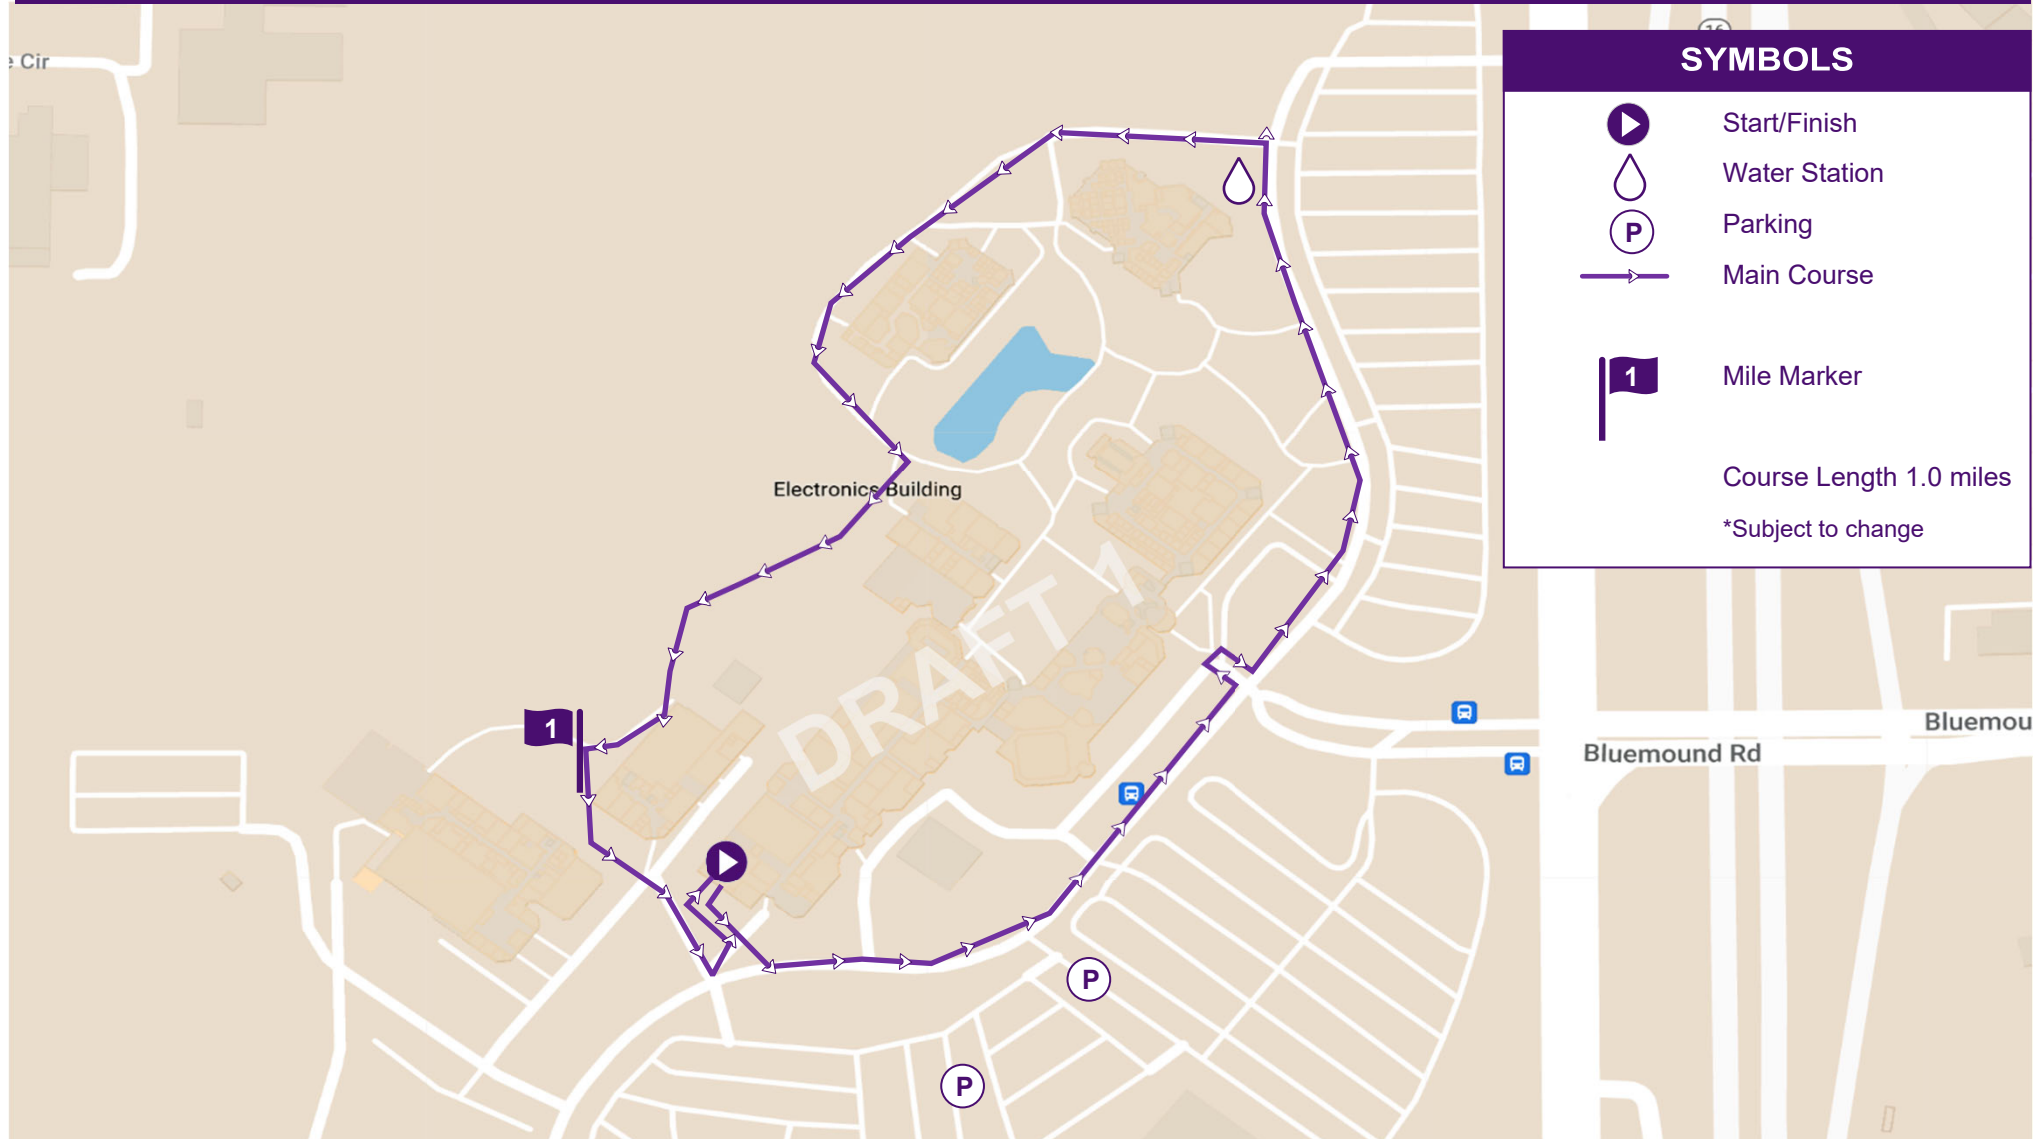 e Cir
16
SYMBOLS
Start/Finish
Water Station
P
Parking
Main Course
1
Mile Marker
Course Length 1.0 miles
*Subject to change
Electronics Building
DRAFT 1
1
Bluemou
Bluemound Rd
P
P